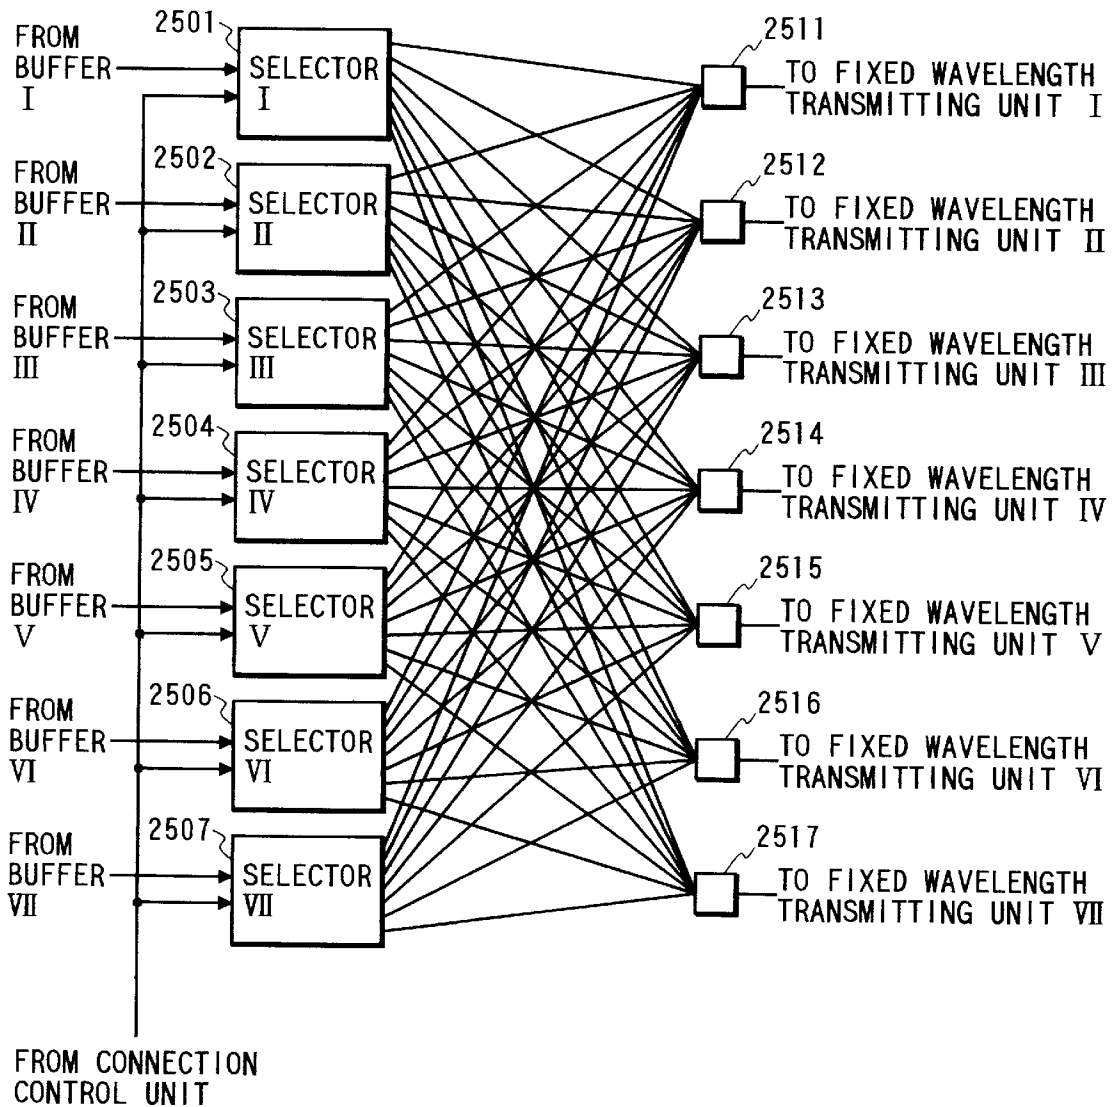 FROM
BUFFER
I
2501
SELECTOR
I
2511
TO FIXED WAVELENGTH
TRANSMITTING UNIT I
FROM
BUFFER
II
2502
SELECTOR
II
2512
TO FIXED WAVELENGTH
TRANSMITTING UNIT II
FROM
BUFFER
III
2503
SELECTOR
III
2513
TO FIXED WAVELENGTH
TRANSMITTING UNIT III
FROM
BUFFER
IV
2504
SELECTOR
IV
2514
TO FIXED WAVELENGTH
TRANSMITTING UNIT IV
FROM
BUFFER
V
2505
SELECTOR
V
2515
TO FIXED WAVELENGTH
TRANSMITTING UNIT V
FROM
BUFFER
VI
2506
SELECTOR
VI
2516
TO FIXED WAVELENGTH
TRANSMITTING UNIT VI
FROM
BUFFER
VII
2507
SELECTOR
VII
2517
TO FIXED WAVELENGTH
TRANSMITTING UNIT VII
FROM CONNECTION
CONTROL UNIT